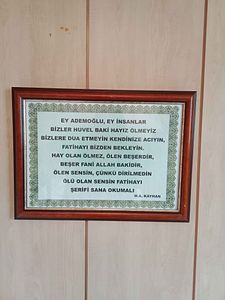 EY ADEMOĞLU, EY İNSANLAR
BİZLER HUVEL BAKİ HAYIZ ÖLMEYİZ
BİZLERE DUA ETMEYİN KENDİNİZE ACIYIN,
FATİHAYI BİZDEN BEKLEYİN.
HAY OLAN ÖLMEZ, ÖLEN BEŞERDİR,
BEŞER FANİ ALLAH BAKİDİR,
ÖLEN SENSİN, ÇÜNKÜ DİRİLMEDİN
ÖLÜ OLAN SENSİN FATİHAYI
ŞERİFİ SANA OKUMALI
H.L. KAYHAN